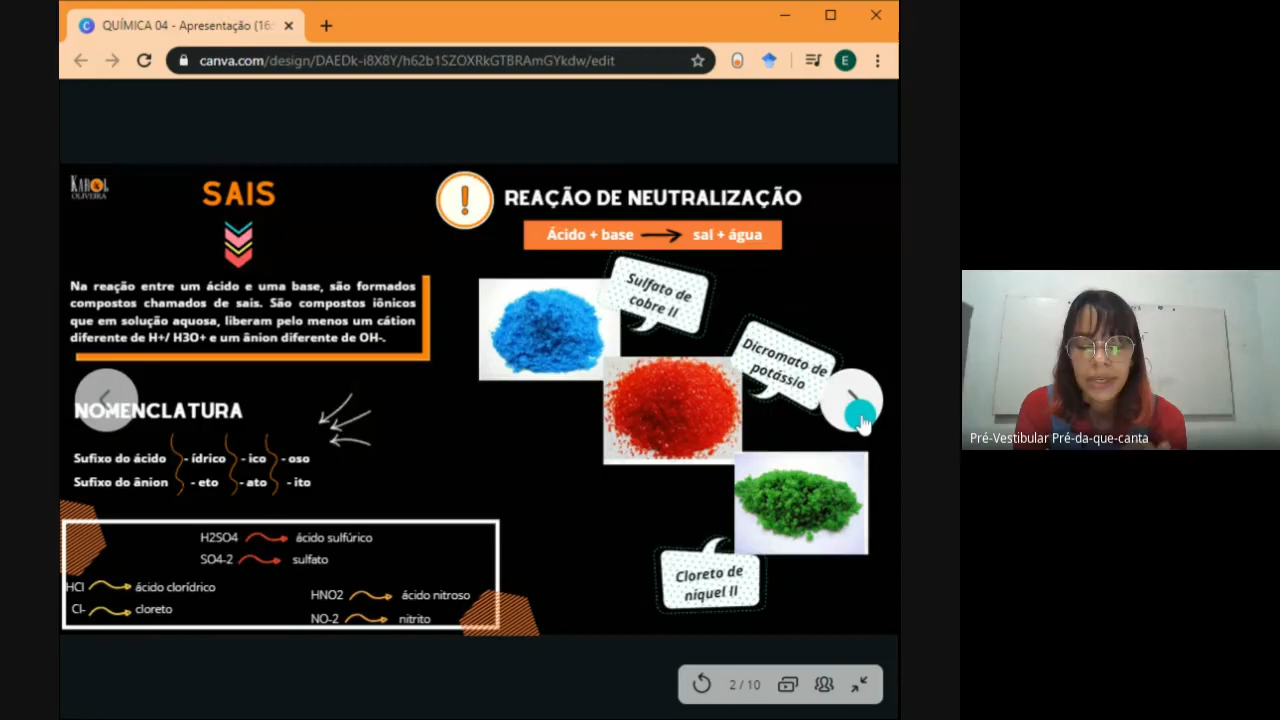 QUÍMICA 04 - Apresentação (16:
canva.com/design/DAEDk-i8X8Y/h62b1SZOXRkGTBRAmGYkdw/edit
E
KAROL
OLIVEIRA
SAIS
Na reação entre um ácido e uma base, são formados
compostos chamados de sais. São compostos iônicos
que em solução aquosa, liberam pelo menos um cátion
diferente de H+/ H3O+ e um ânion diferente de OH-.
NOMENCLATURA
Sufixo do ácido - ídrico - ico - oso
Sufixo do ânion - eto - ato - ito
H2SO4 ácido sulfúrico
SO4-2 sulfato
HCl ácido clorídrico
Cl- cloreto
HNO2 ácido nitroso
NO-2 nitrito
!
REAÇÃO DE NEUTRALIZAÇÃO
Ácido + base sal + água
Sulfato de
cobre II
Dicromato de
potássio
Cloreto de
níquel II
2 / 10
Pré-Vestibular Pré-da-que-canta